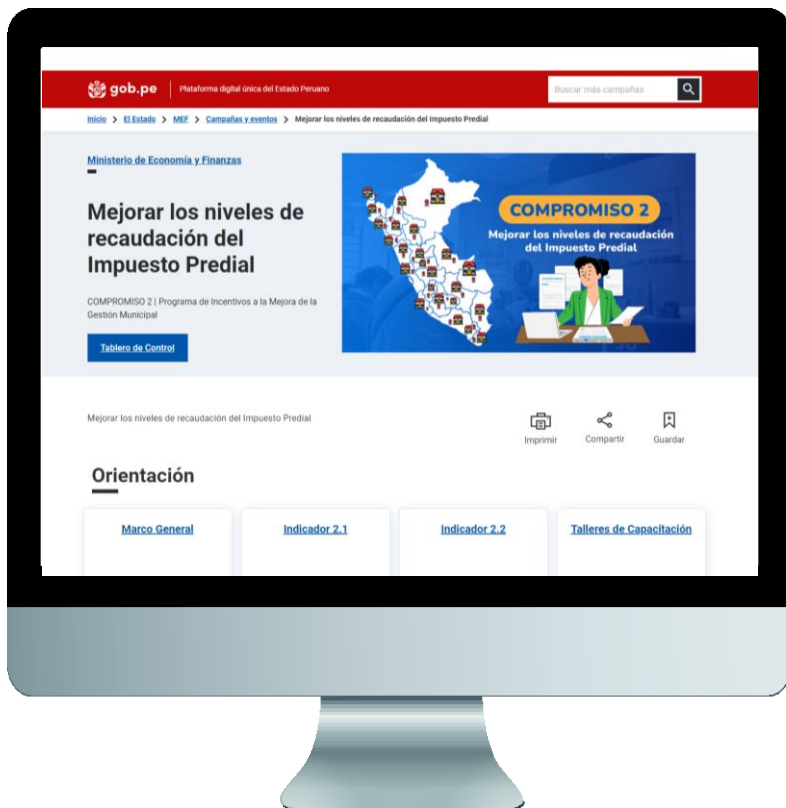 gob.pe
Plataforma digital única del Estado Peruano
Buscar más campañas
Inicio > El Estado > MEF > Campañas y eventos > Mejorar los niveles de recaudación del Impuesto Predial
Ministerio de Economía y Finanzas
Mejorar los niveles de
recaudación del
Impuesto Predial
COMPROMISO 2 | Programa de Incentivos a la Mejora de la
Gestión Municipal
Tablero de Control
COMPROMISO 2
Mejorar los niveles de recaudación
del Impuesto Predial
Mejorar los niveles de recaudación del Impuesto Predial
Imprimir
Compartir
Guardar
Orientación
Marco General
Indicador 2.1
Indicador 2.2
Talleres de Capacitación